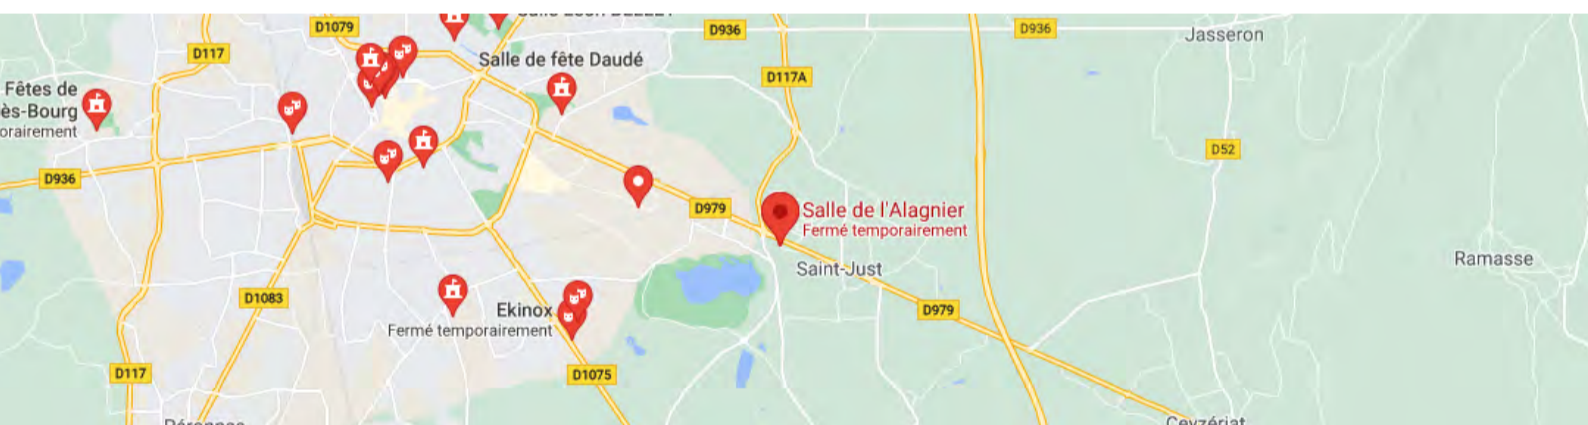 D1079
D936
D936
Jasseron
D117
Salle de fête Daudé
D117A
Fêtes de
ès-Bourg
orairement
D52
D936
D979
Salle de l'Alagnier
Fermé temporairement
Saint-Just
Ramasse
D1083
Ekinox
Fermé temporairement
D979
D117
D1075
Ceyzériat